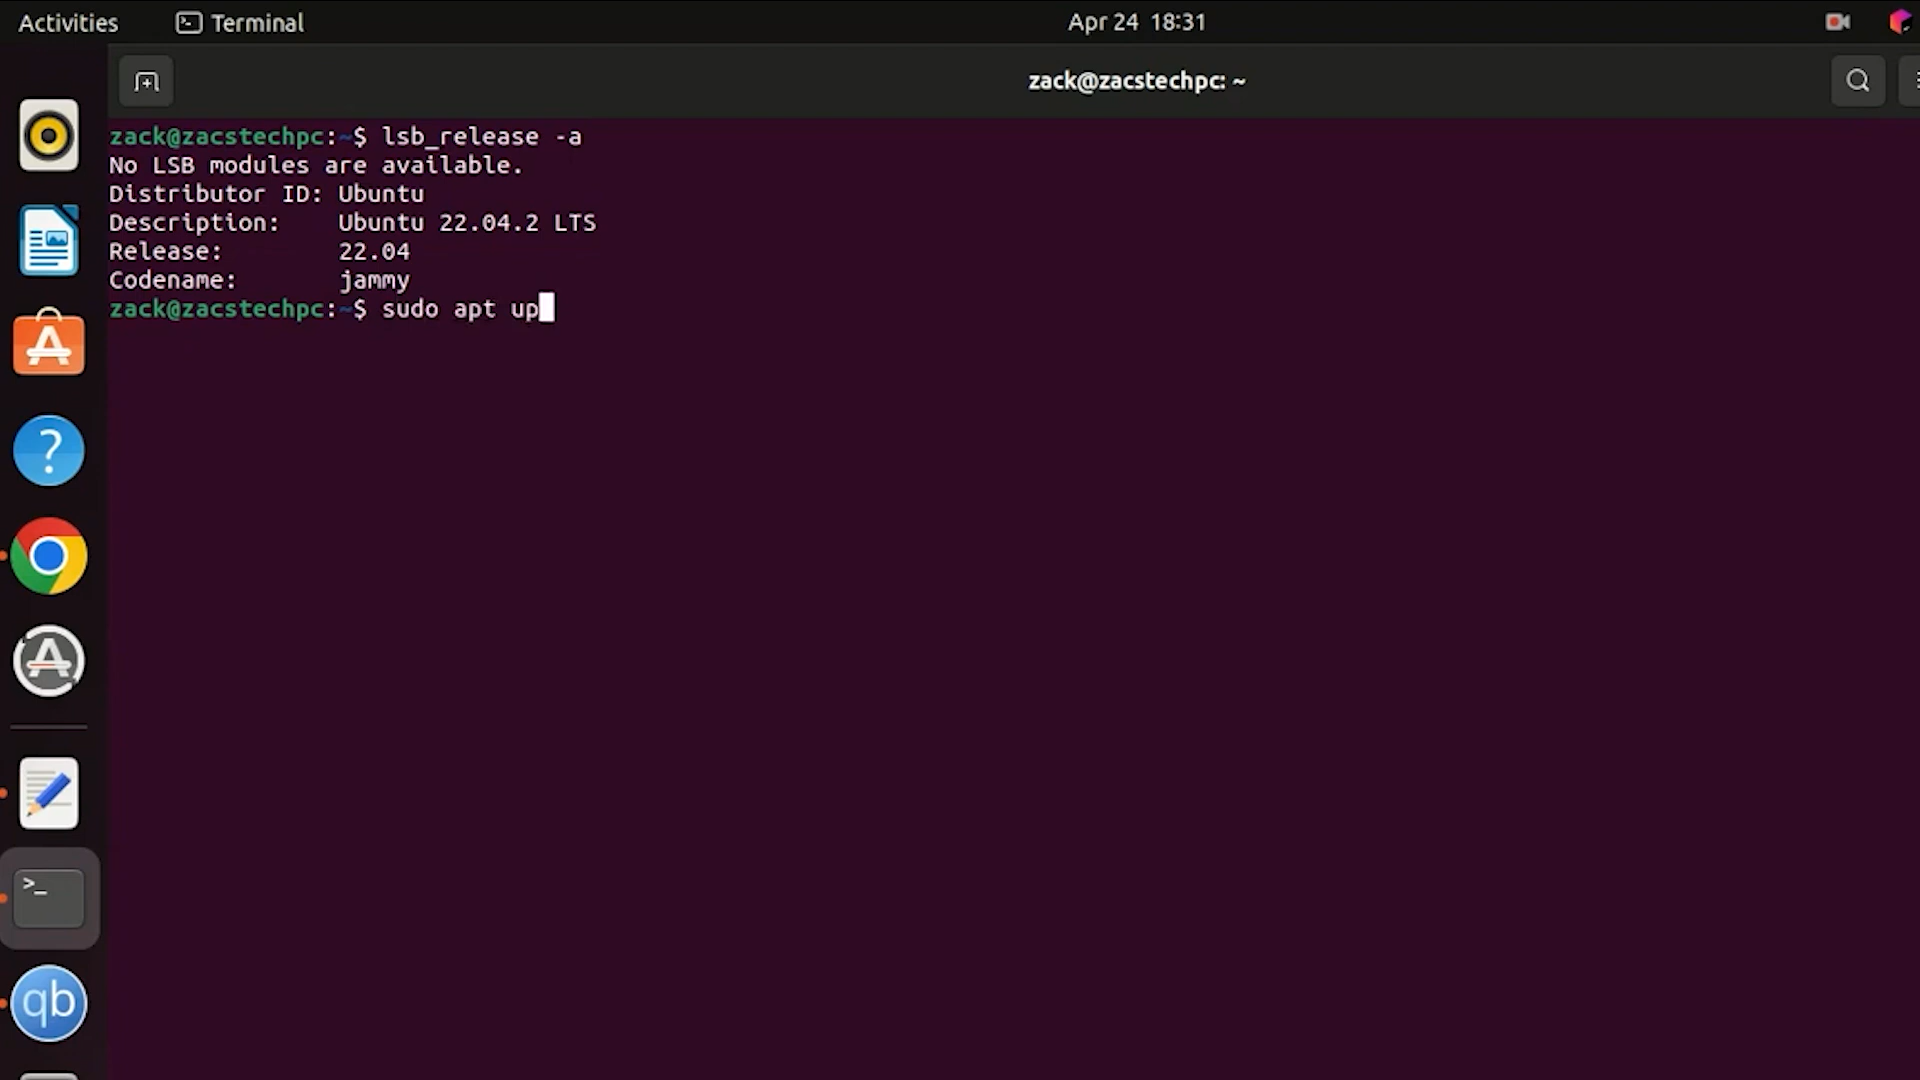 Activities
Terminal
Apr 24 18:31
zack@zacstechpc: ~
zack@zacstechpc:~$ lsb_release -a
No LSB modules are available.
Distributor ID: Ubuntu
Description: Ubuntu 22.04.2 LTS
Release: 22.04
Codename: jammy
zack@zacstechpc:~$ sudo apt up
?
>_
qb